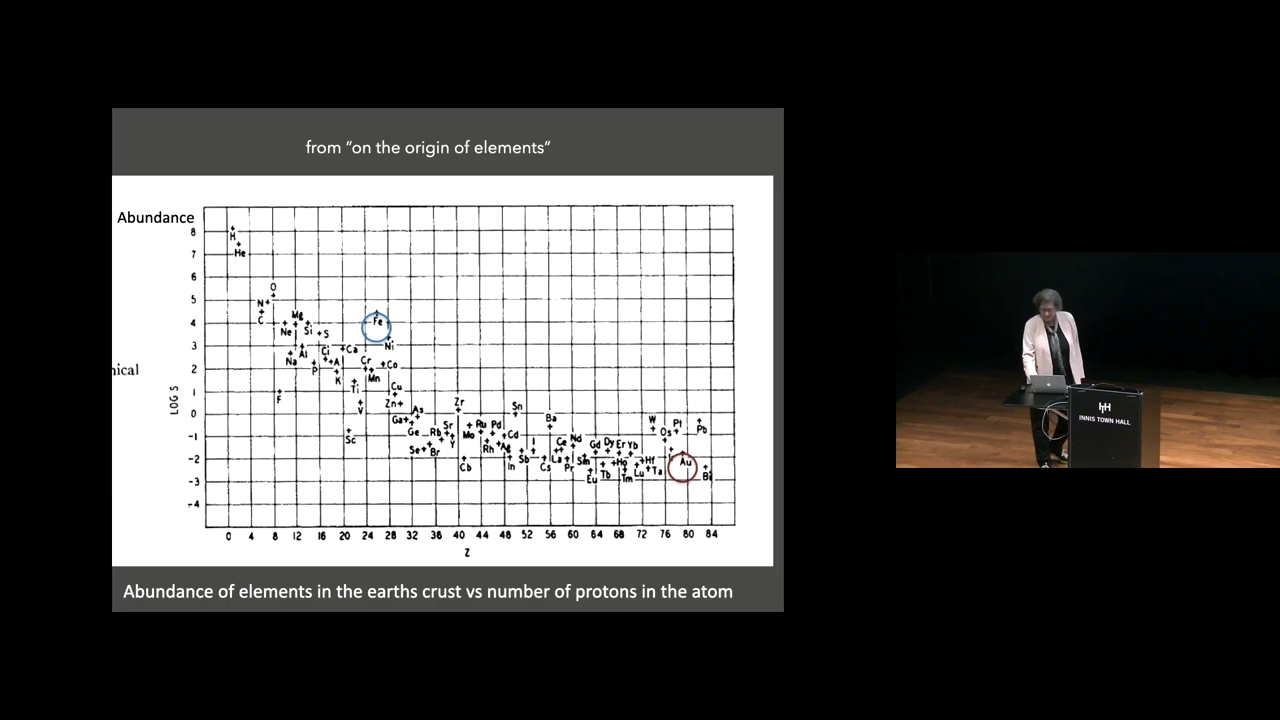 from “on the origin of elements”
Abundance
8
7
6
5
4
3
2
1
0
-1
-2
-3
-4
LOG S
nical
H
He
O
N
C
Mg
Ne
Si
S
Fe
Ni
Na
Al
Cl
A
P
K
Ca
Cr
Mn
Co
F
Ti
V
Sc
Cu
Zn
Ga
As
Ge
Se
Br
Rb
Sr
Y
Zr
Mo
Cb
Ru
Rh
Pd
Ag
Cd
In
Sn
Sb
I
Cs
Ba
La
Ce
Pr
Nd
Sm
Eu
Gd
Tb
Dy
Ho
Er
Tm
Yb
Lu
Hf
Ta
W
Os
Pt
Au
Pb
Bi
0 4 8 12 16 20 24 28 32 36 40 44 48 52 56 60 64 68 72 76 80 84
Z
Abundance of elements in the earths crust vs number of protons in the atom
INNIS TOWN HALL